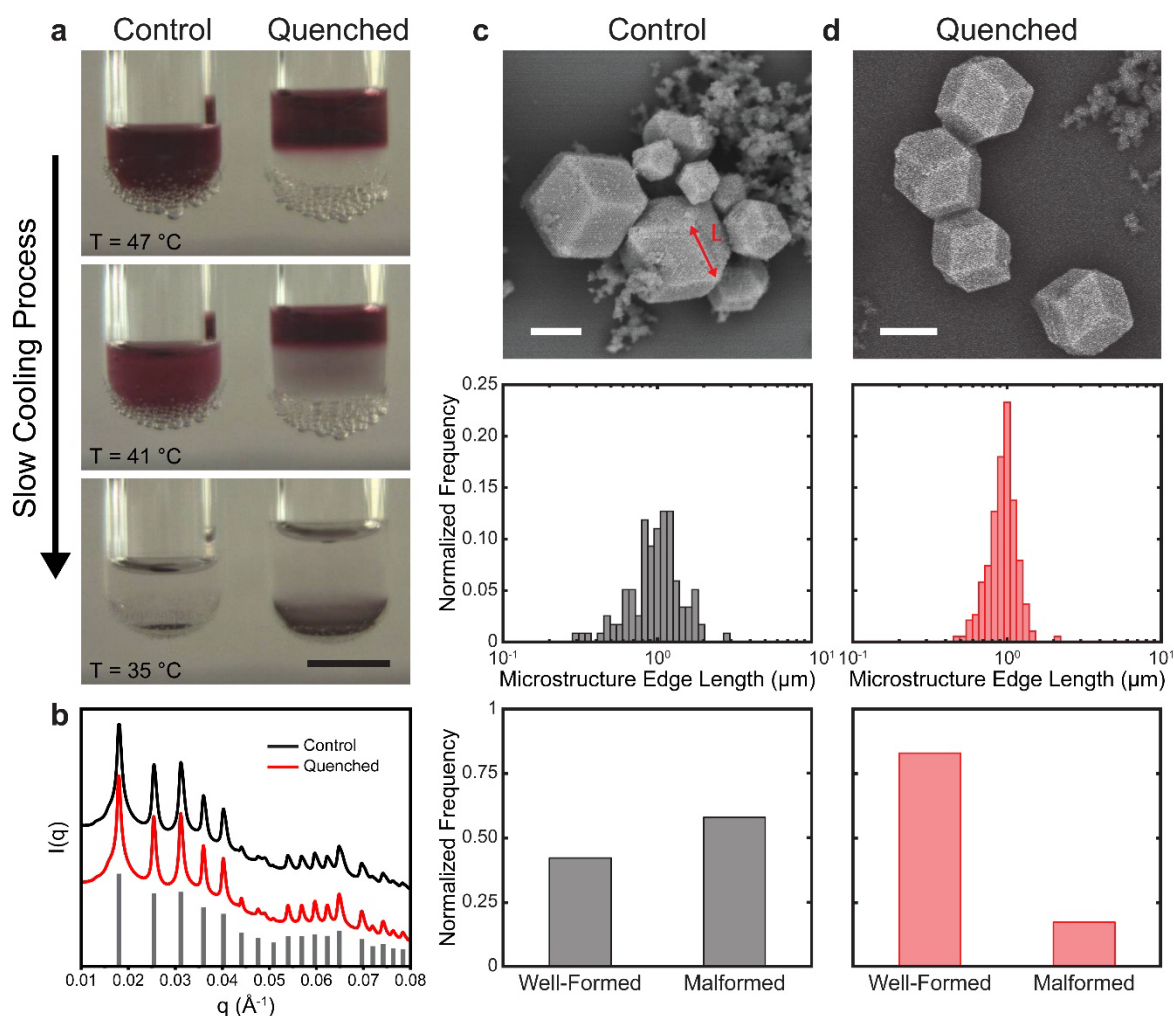 a
Control
Quenched
Slow Cooling Process
T = 47 °C
T = 41 °C
T = 35 °C
b
Control
Quenched
I(q)
0.01 0.02 0.03 0.04 0.05 0.06 0.07 0.08
q (Å⁻¹)
c
Control
L
Normalized Frequency
0.25
0.20
0.15
0.10
0.05
0
10⁻¹ 10⁰ 10¹
Microstructure Edge Length (µm)
Normalized Frequency
1
0.75
0.50
0.25
0
Well-Formed Malformed
d
Quenched
10⁻¹ 10⁰ 10¹
Microstructure Edge Length (µm)
Well-Formed Malformed